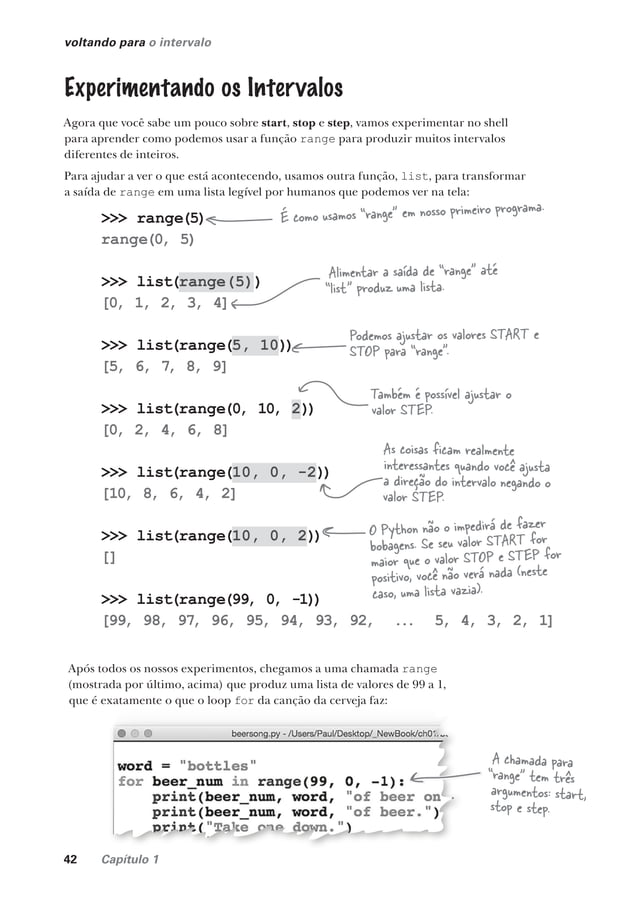 voltando para o intervalo
Experimentando os Intervalos
Agora que você sabe um pouco sobre start, stop e step, vamos experimentar no shell
para aprender como podemos usar a função range para produzir muitos intervalos
diferentes de inteiros.
Para ajudar a ver o que está acontecendo, usamos outra função, list, para transformar
a saída de range em uma lista legível por humanos que podemos ver na tela:
>>> range(5)
É como usamos "range" em nosso primeiro programa.
range(0, 5)
>>> list(range(5))
[0, 1, 2, 3, 4]
Alimentar a saída de "range" até
"list" produz uma lista.
>>> list(range(5, 10))
[5, 6, 7, 8, 9]
Podemos ajustar os valores START e
STOP para "range".
>>> list(range(0, 10, 2))
[0, 2, 4, 6, 8]
Também é possível ajustar o
valor STEP.
>>> list(range(10, 0, -2))
[10, 8, 6, 4, 2]
As coisas ficam realmente
interessantes quando você ajusta
a direção do intervalo negando o
valor STEP.
>>> list(range(10, 0, 2))
[]
O Python não o impedirá de fazer
bobagens. Se seu valor START for
maior que o valor STOP e STEP for
positivo, você não verá nada (neste
caso, uma lista vazia).
>>> list(range(99, 0, -1))
[99, 98, 97, 96, 95, 94, 93, 92, ... 5, 4, 3, 2, 1]
Após todos os nossos experimentos, chegamos a uma chamada range
(mostrada por último, acima) que produz uma lista de valores de 99 a 1,
que é exatamente o que o loop for da canção da cerveja faz:
beersong.py - /Users/Paul/Desktop/_NewBook/ch01/
word = "bottles"
for beer_num in range(99, 0, -1):
print(beer_num, word, "of beer on
print(beer_num, word, "of beer.")
print("Take one down.")
A chamada para
"range" tem três
argumentos: start,
stop e step.
42 Capítulo 1